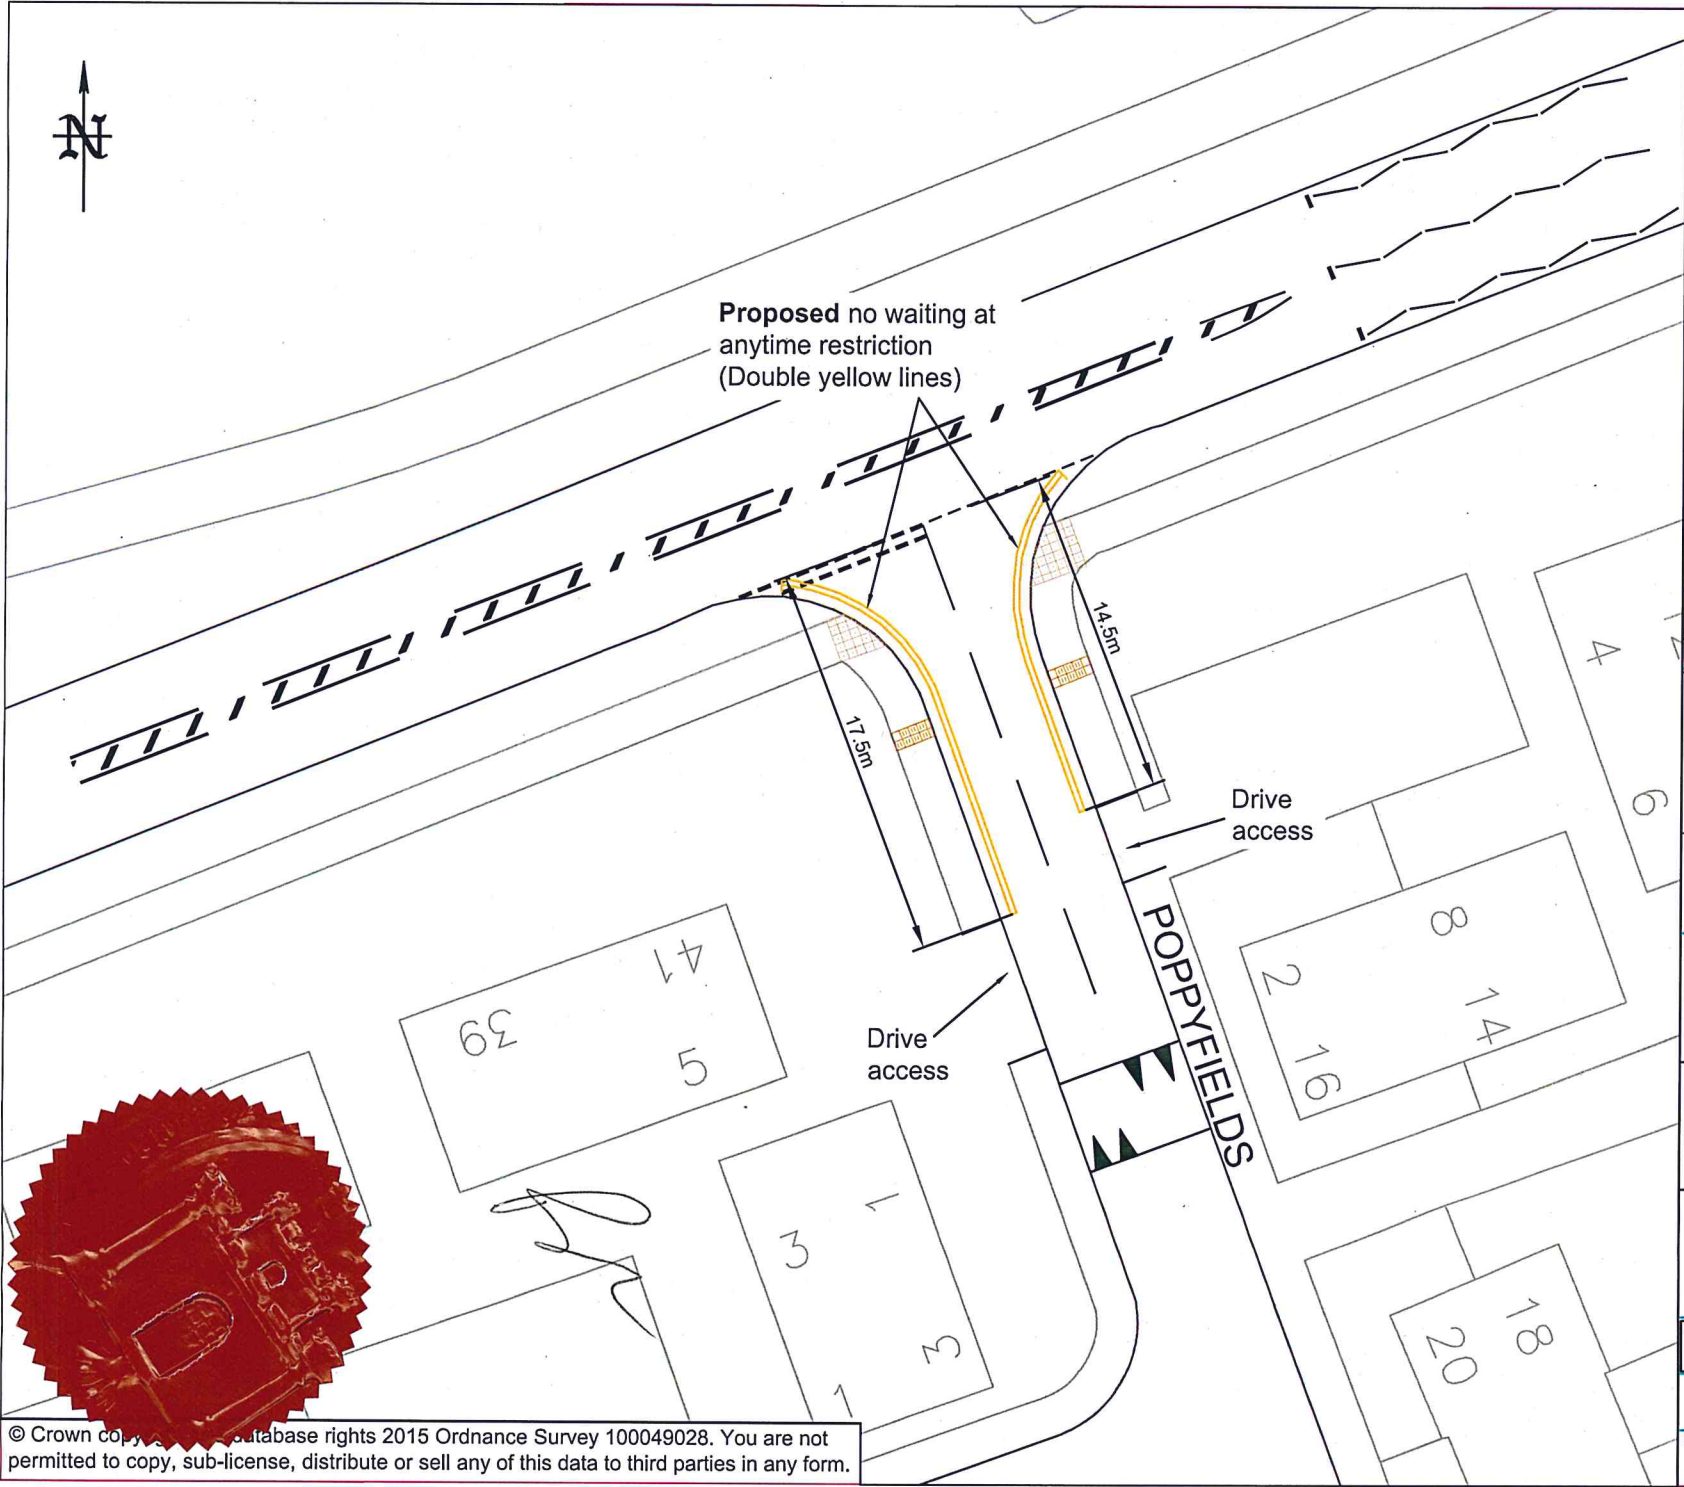 N
Proposed no waiting at
anytime restriction
(Double yellow lines)
14.5m
17.5m
Drive
access
Drive
access
POPPYFIELDS
4
6
8
2
14
16
41
39
5
1
3
3
1
18
20
© Crown database rights 2015 Ordnance Survey 100049028. You are not
permitted to copy, sub-license, distribute or sell any of this data to third parties in any form.